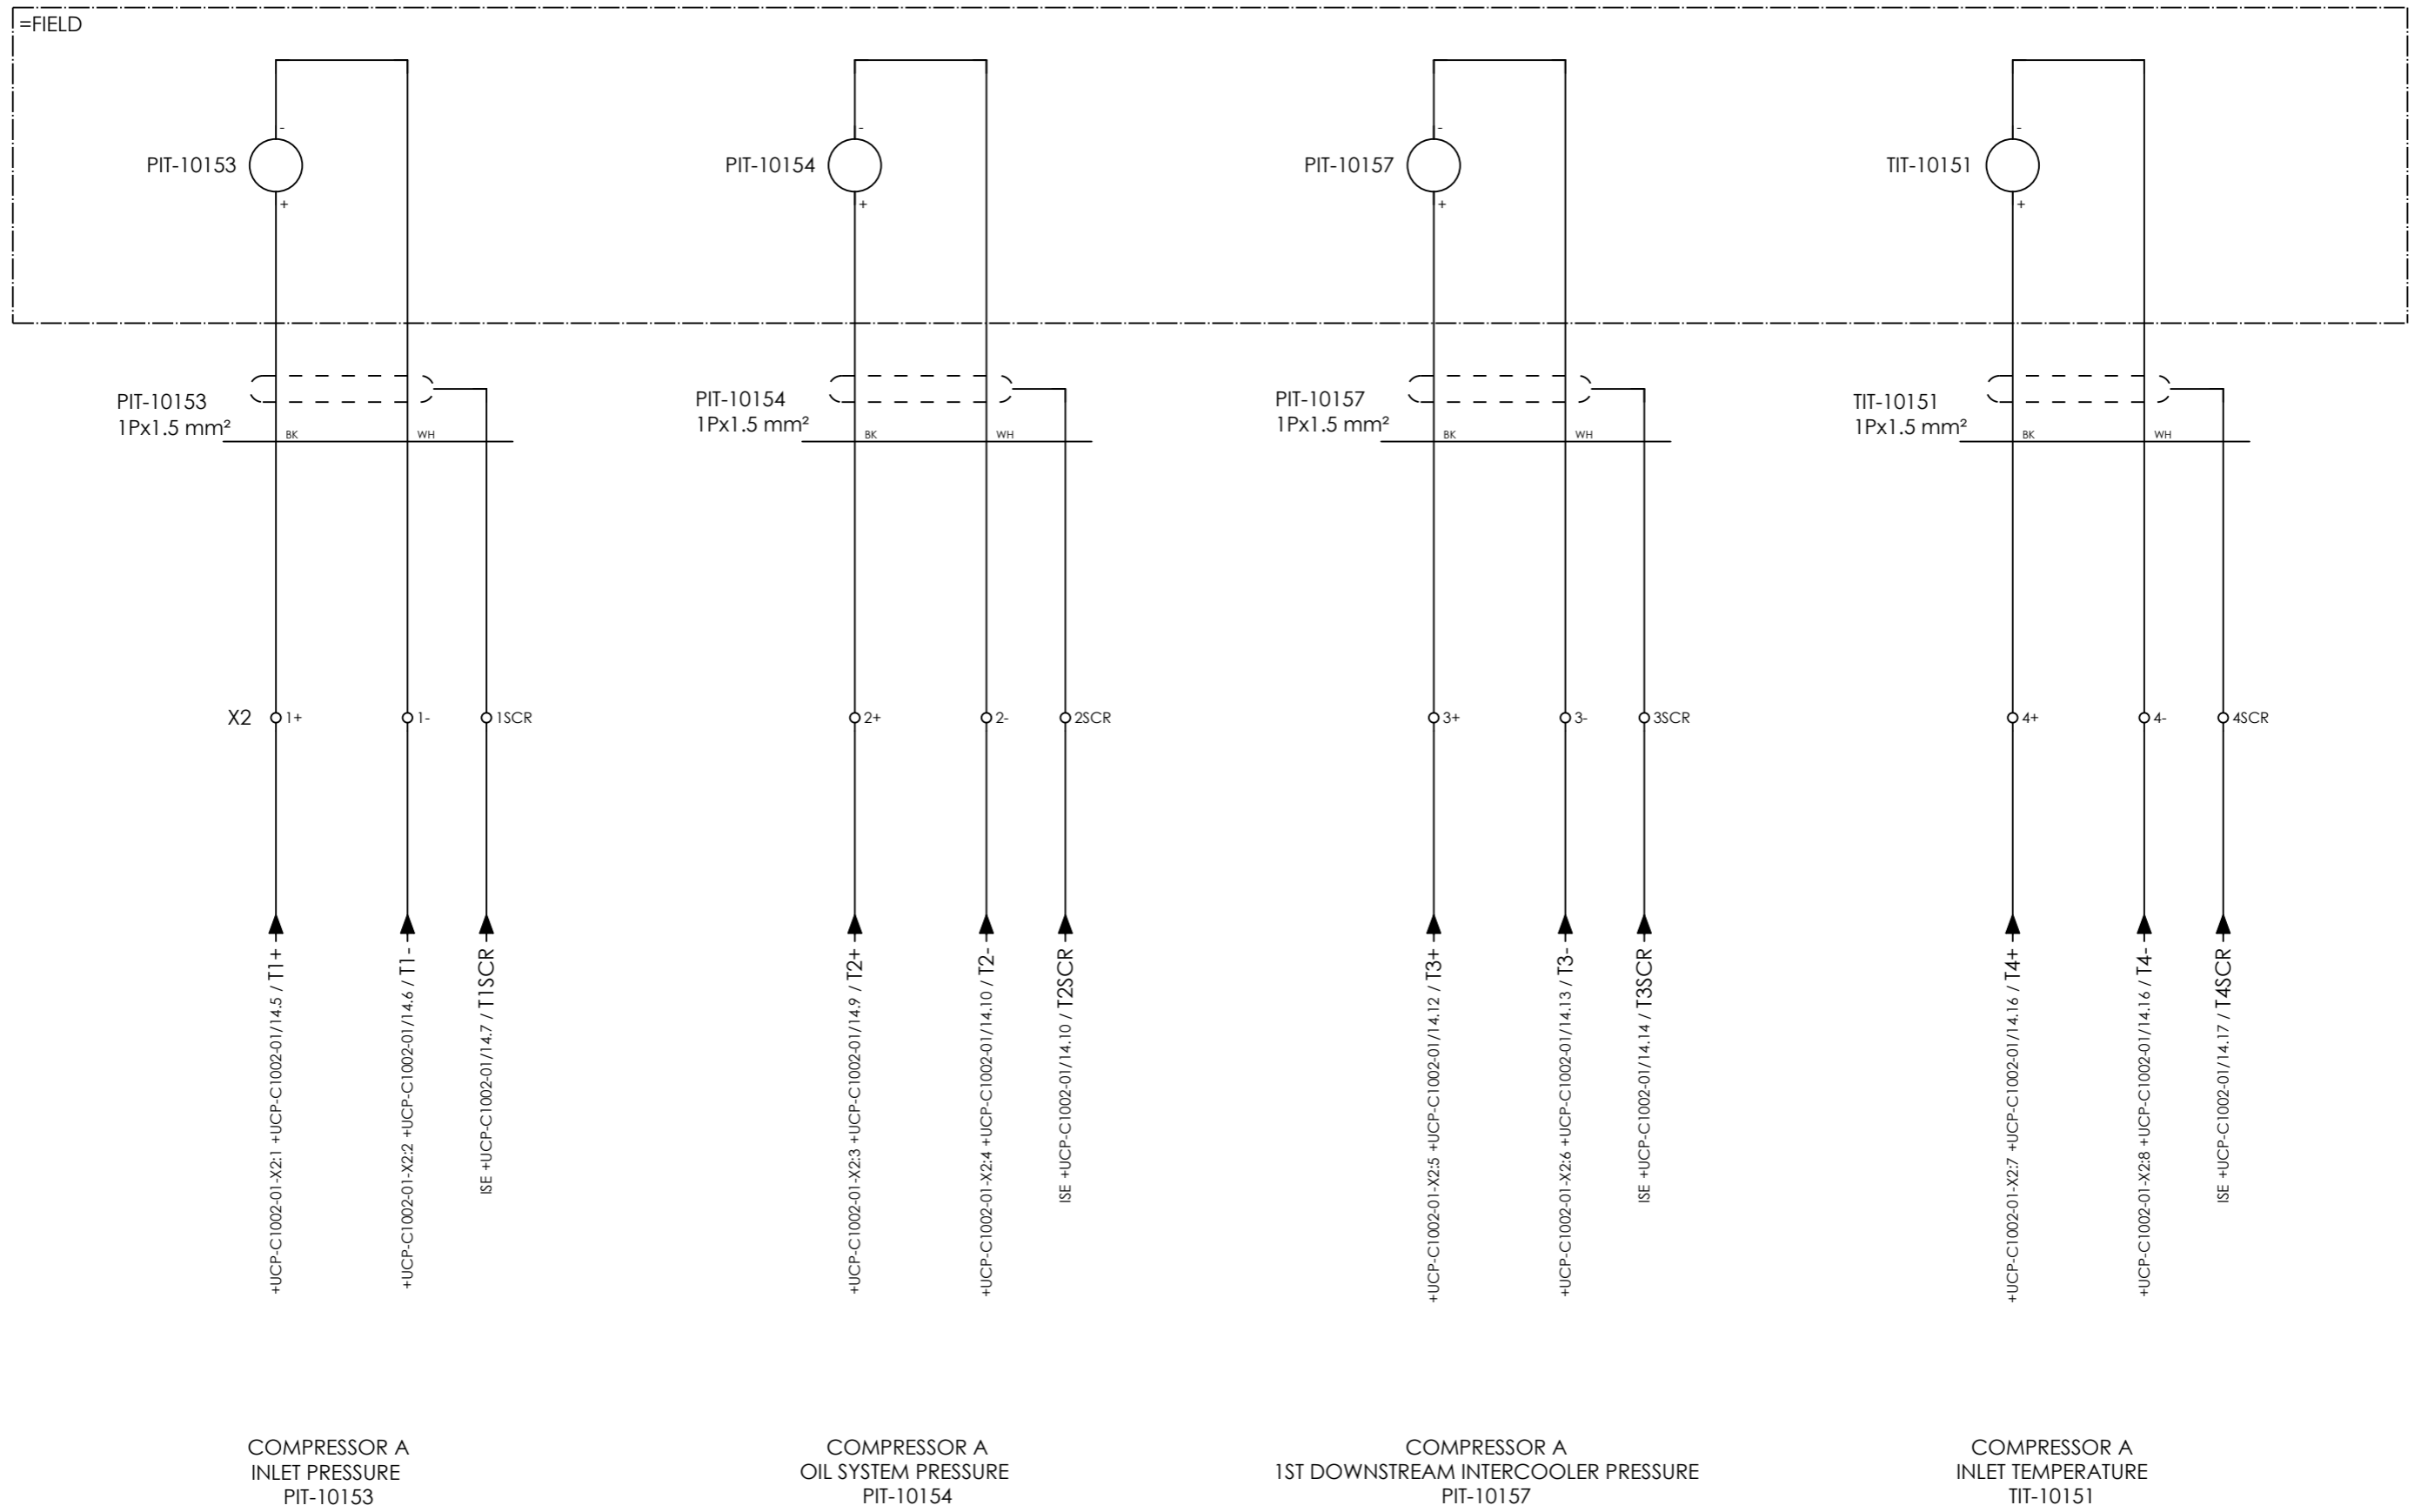 =FIELD
- - - -
PIT-10153 PIT-10154 PIT-10157 TIT-10151
+ + + +
PIT-10153 PIT-10154 PIT-10157 TIT-10151
1Px1.5 mm² 1Px1.5 mm² 1Px1.5 mm² 1Px1.5 mm²
BK WH BK WH BK WH BK WH
X2 1+ 1- 1SCR 2+ 2- 2SCR 3+ 3- 3SCR 4+ 4- 4SCR
+UCP-C1002-01-X2:1 +UCP-C1002-01/14.5 / T1+
+UCP-C1002-01-X2:2 +UCP-C1002-01/14.6 / T1-
ISE +UCP-C1002-01/14.7 / T1SCR
+UCP-C1002-01-X2:3 +UCP-C1002-01/14.9 / T2+
+UCP-C1002-01-X2:4 +UCP-C1002-01/14.10 / T2-
ISE +UCP-C1002-01/14.10 / T2SCR
+UCP-C1002-01-X2:5 +UCP-C1002-01/14.12 / T3+
+UCP-C1002-01-X2:6 +UCP-C1002-01/14.13 / T3-
ISE +UCP-C1002-01/14.14 / T3SCR
+UCP-C1002-01-X2:7 +UCP-C1002-01/14.16 / T4+
+UCP-C1002-01-X2:8 +UCP-C1002-01/14.16 / T4-
ISE +UCP-C1002-01/14.17 / T4SCR
COMPRESSOR A
INLET PRESSURE
PIT-10153
COMPRESSOR A
OIL SYSTEM PRESSURE
PIT-10154
COMPRESSOR A
1ST DOWNSTREAM INTERCOOLER PRESSURE
PIT-10157
COMPRESSOR A
INLET TEMPERATURE
TIT-10151